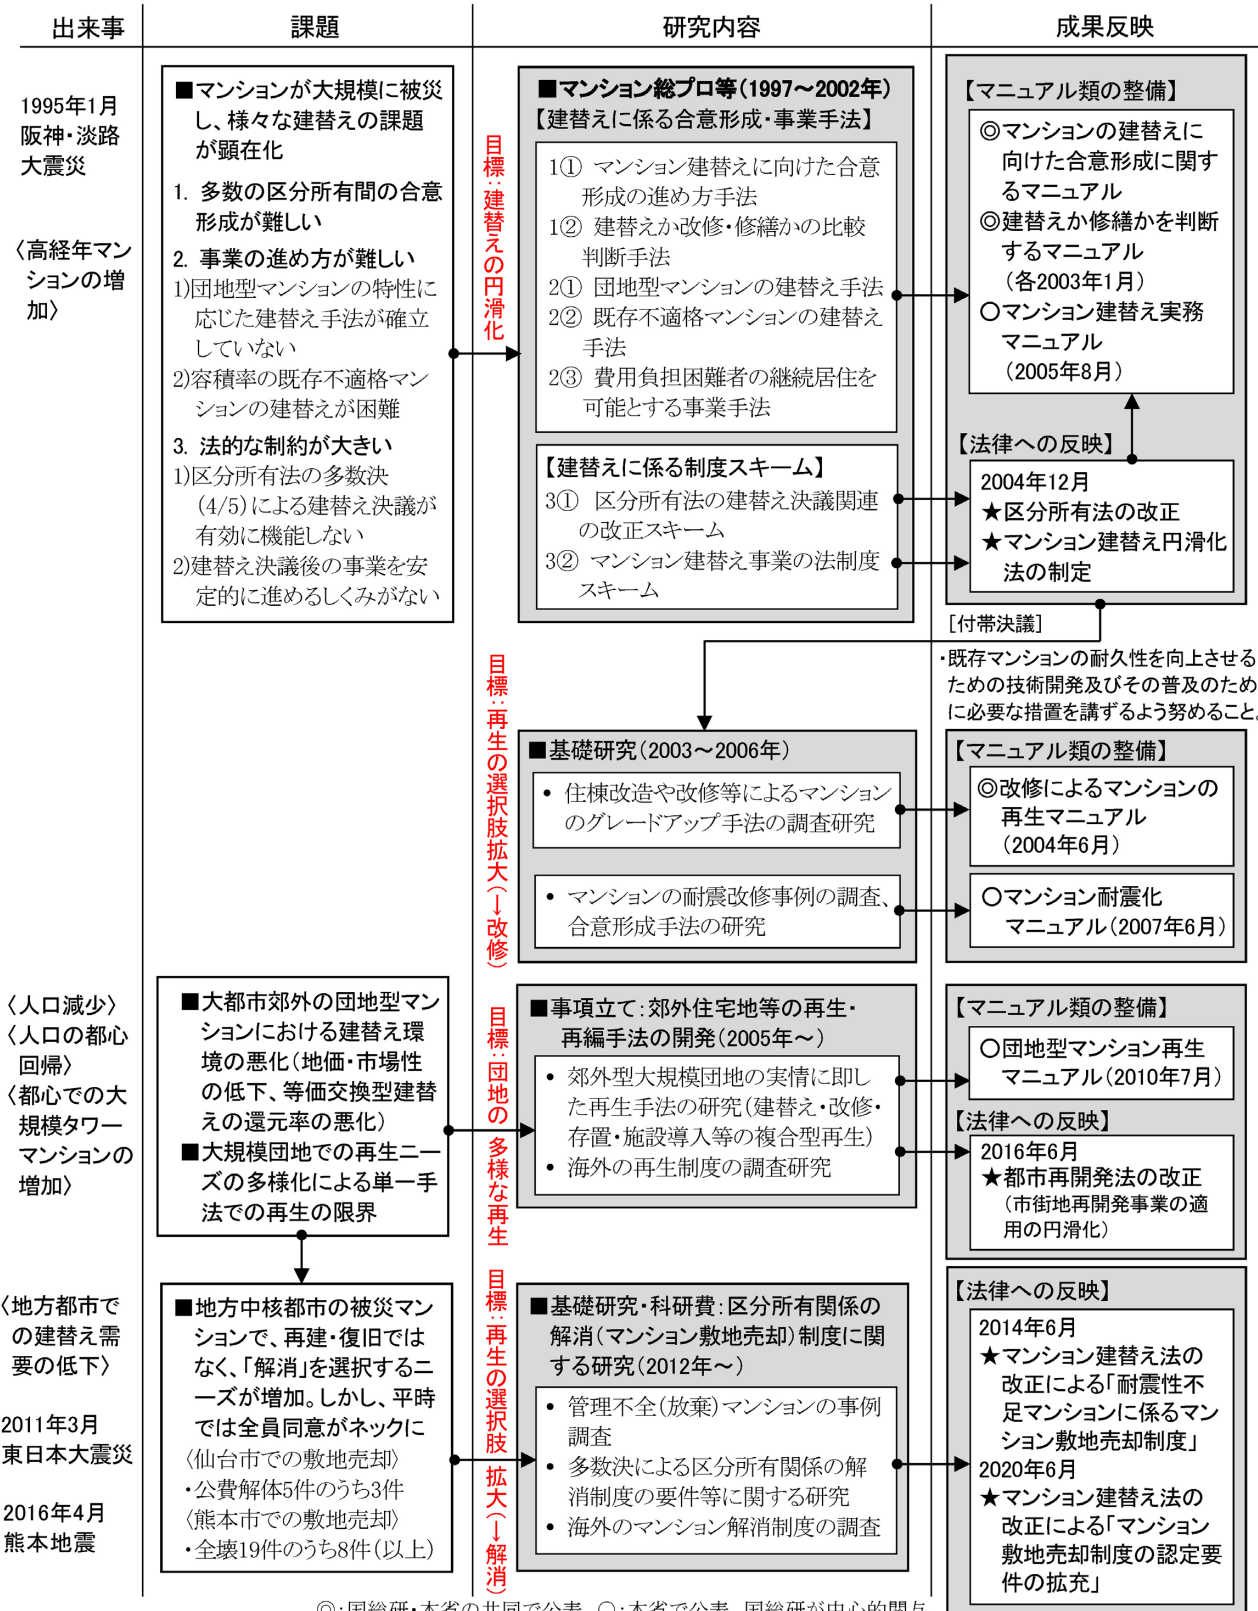 出来事
課題
研究内容
成果反映
1995年1月
阪神・淡路
大震災
〈高経年マン
ションの増
加〉
■マンションが大規模に被災
し、様々な建替えの課題
が顕在化
1. 多数の区分所有間の合意
形成が難しい
2. 事業の進め方が難しい
1)団地型マンションの特性に
応じた建替え手法が確立
していない
2)容積率の既存不適格マン
ションの建替えが困難
3. 法的な制約が大きい
1)区分所有法の多数決
(4/5)による建替え決議が
有効に機能しない
2)建替え決議後の事業を安
定的に進めるしくみがない
目標:建替えの円滑化
■マンション総プロ等(1997～2002年)
【建替えに係る合意形成・事業手法】
1① マンション建替えに向けた合意
形成の進め方手法
1② 建替えか改修・修繕かの比較
判断手法
2① 団地型マンションの建替え手法
2② 既存不適格マンションの建替え
手法
2③ 費用負担困難者の継続居住を
可能とする事業手法
【建替えに係る制度スキーム】
3① 区分所有法の建替え決議関連
の改正スキーム
3② マンション建替え事業の法制度
スキーム
【マニュアル類の整備】
◎マンションの建替えに
向けた合意形成に関す
るマニュアル
◎建替えか修繕かを判断
するマニュアル
(各2003年1月)
○マンション建替え実務
マニュアル
(2005年8月)
【法律への反映】
2004年12月
★区分所有法の改正
★マンション建替え円滑化
法の制定
[付帯決議]
・既存マンションの耐久性を向上させる
ための技術開発及びその普及のため
に必要な措置を講ずるよう努めること。
目標:再生の選択肢拡大(→改修)
■基礎研究(2003～2006年)
• 住棟改造や改修等によるマンション
のグレードアップ手法の調査研究
• マンションの耐震改修事例の調査、
合意形成手法の研究
【マニュアル類の整備】
◎改修によるマンションの
再生マニュアル
(2004年6月)
○マンション耐震化
マニュアル(2007年6月)
〈人口減少〉
〈人口の都心
回帰〉
〈都心での大
規模タワー
マンションの
増加〉
■大都市郊外の団地型マン
ションにおける建替え環
境の悪化(地価・市場性
の低下、等価交換型建替
えの還元率の悪化)
■大規模団地での再生ニー
ズの多様化による単一手
法での再生の限界
目標:団地の多様な再生
■事項立て:郊外住宅地等の再生・
再編手法の開発(2005年～)
• 郊外型大規模団地の実情に即し
た再生手法の研究(建替え・改修・
存置・施設導入等の複合型再生)
• 海外の再生制度の調査研究
【マニュアル類の整備】
○団地型マンション再生
マニュアル(2010年7月)
【法律への反映】
2016年6月
★都市再開発法の改正
(市街地再開発事業の適
用の円滑化)
〈地方都市で
の建替え需
要の低下〉
2011年3月
東日本大震災
2016年4月
熊本地震
■地方中核都市の被災マン
ションで、再建・復旧では
なく、「解消」を選択するニ
ーズが増加。しかし、平時
では全員同意がネックに
〈仙台市での敷地売却〉
・公費解体5件のうち3件
〈熊本市での敷地売却〉
・全壊19件のうち8件(以上)
目標:再生の選択肢拡大(→解消)
■基礎研究・科研費:区分所有関係の
解消(マンション敷地売却)制度に関
する研究(2012年～)
• 管理不全(放棄)マンションの事例
調査
• 多数決による区分所有関係の解
消制度の要件等に関する研究
• 海外のマンション解消制度の調査
【法律への反映】
2014年6月
★マンション建替え法の
改正による「耐震性不
足マンションに係るマン
ション敷地売却制度」
2020年6月
★マンション建替え法の
改正による「マンション
敷地売却制度の認定要
件の拡充」
◎:国総研・本省の共同で公表 ○:本省で公表、国総研が中心的関与